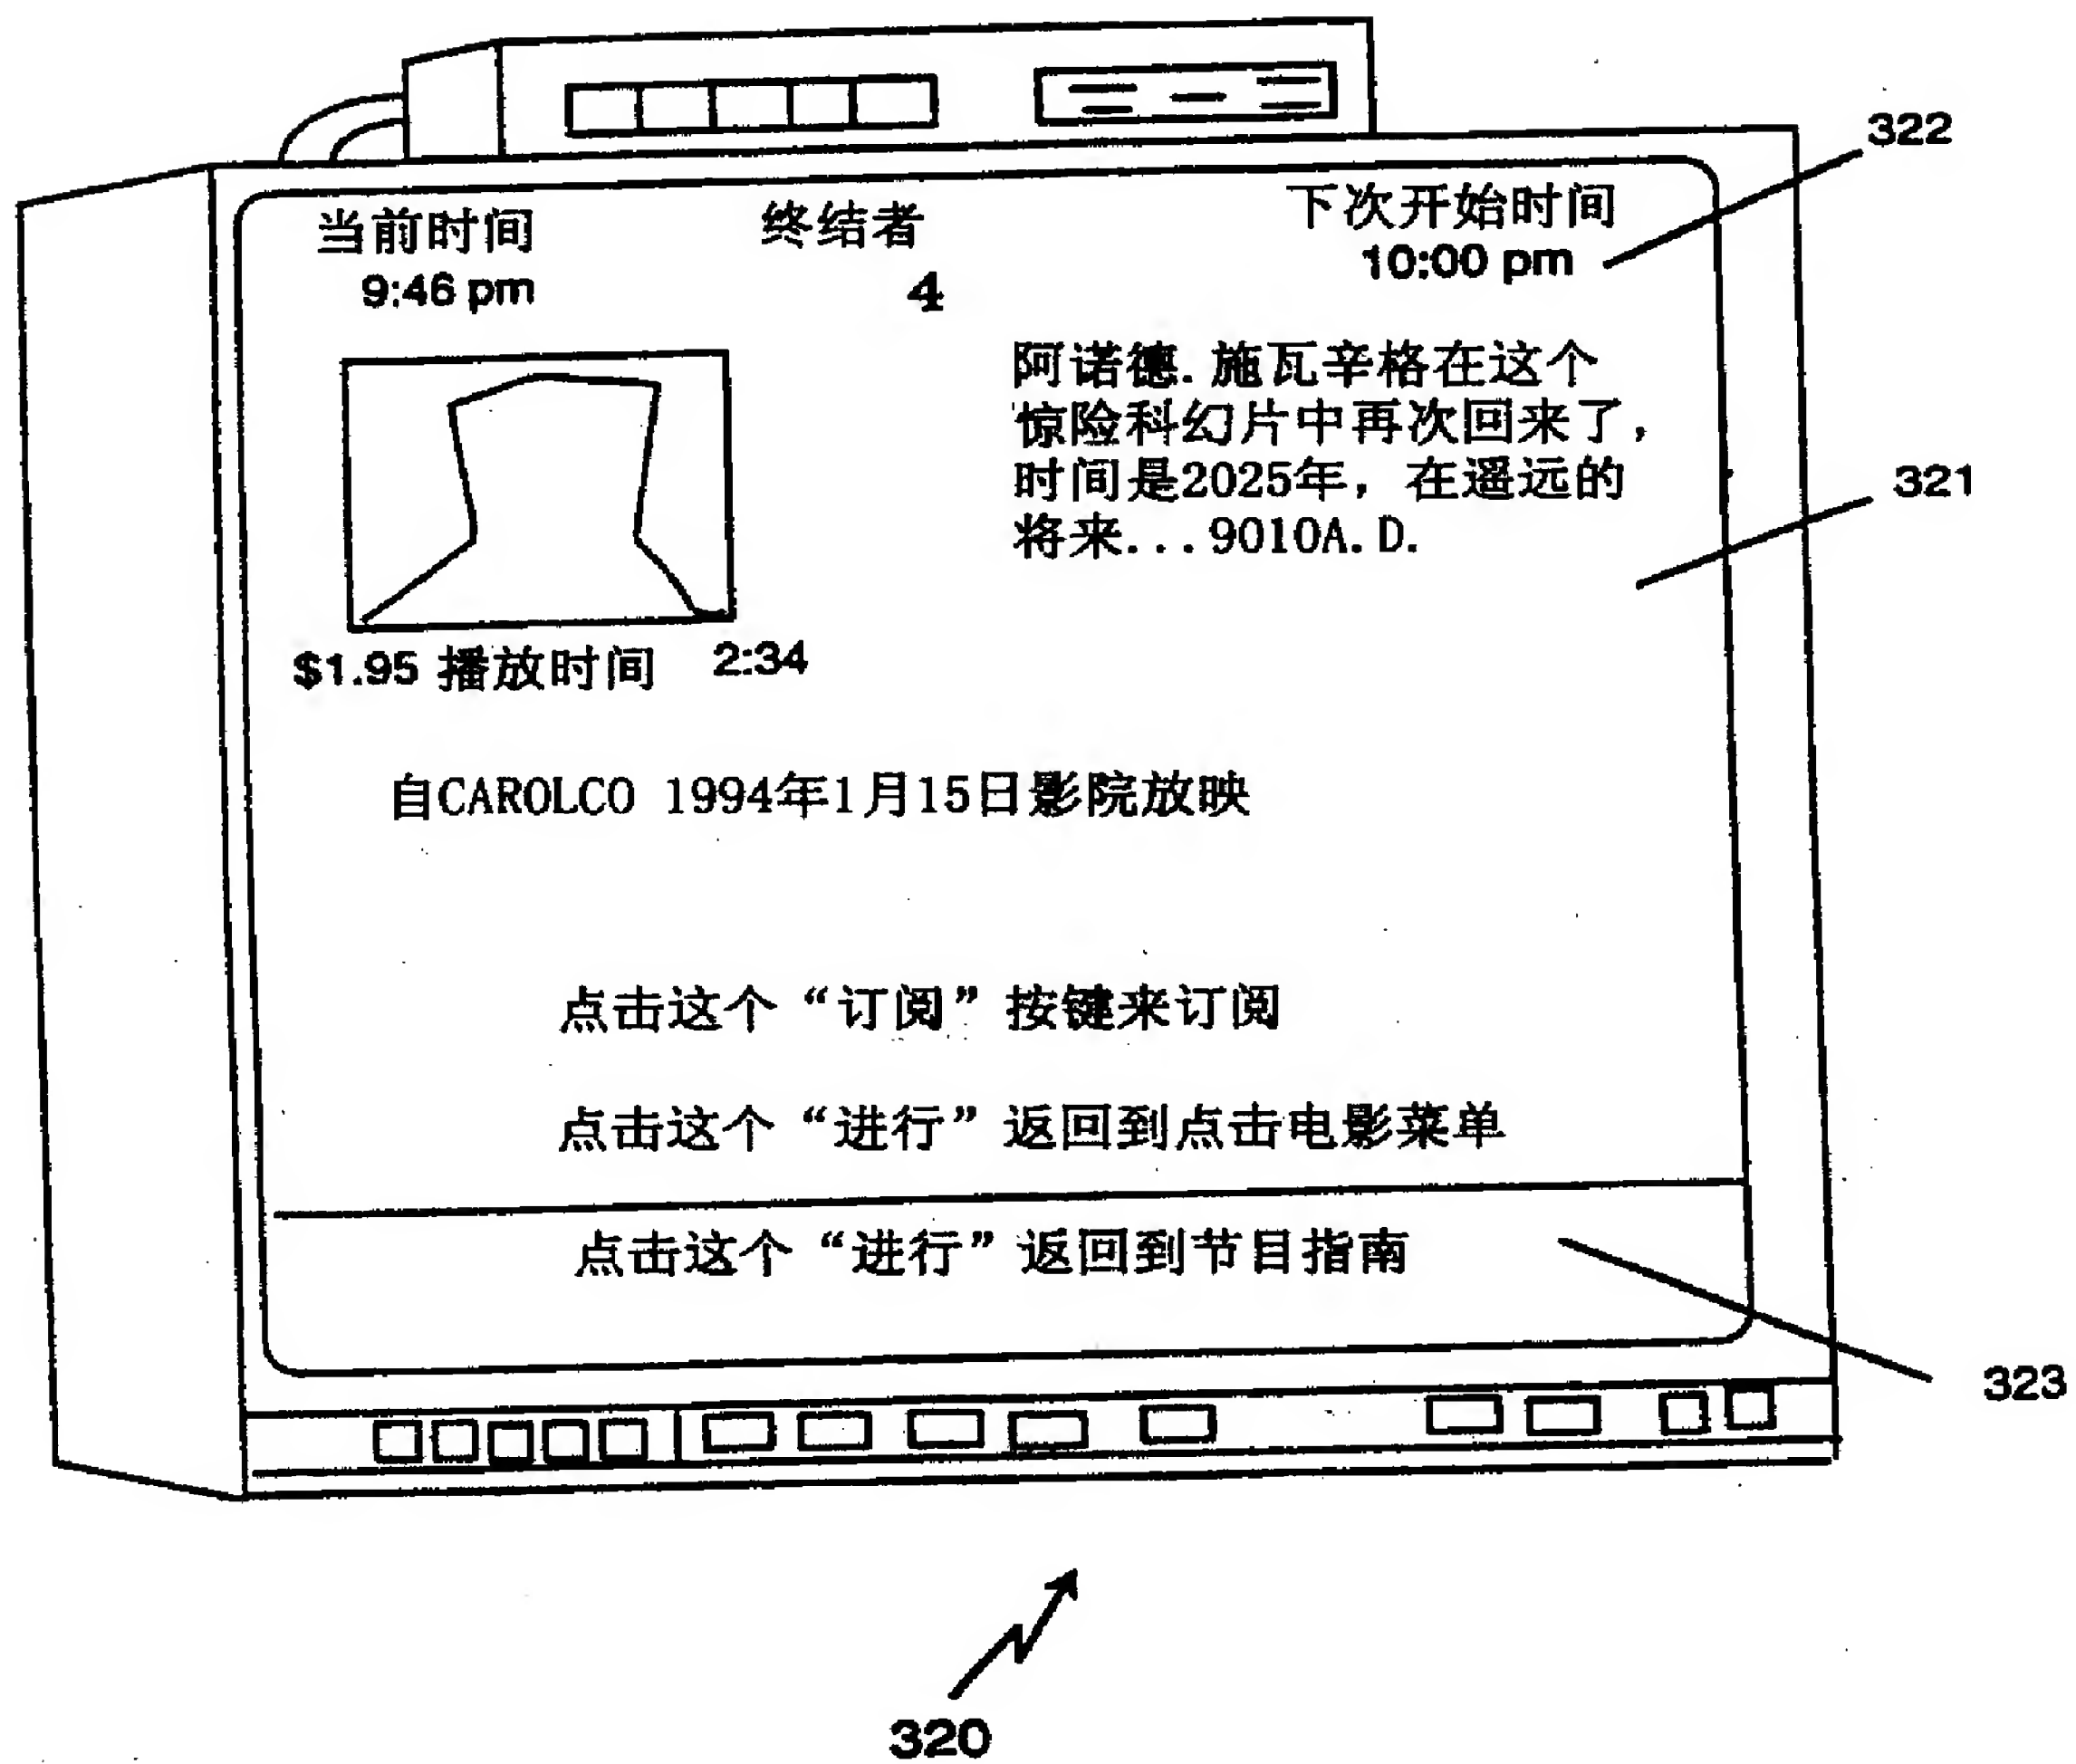 322
当前时间 终结者 下次开始时间
9:46 pm 4 10:00 pm
阿诺德.施瓦辛格在这个
惊险科幻片中再次回来了,
时间是2025年, 在遥远的
将来...9010A.D.
321
$1.95 播放时间 2:34
自CAROLCO 1994年1月15日影院放映
点击这个“订阅”按键来订阅
点击这个“进行”返回到点击电影菜单
点击这个“进行”返回到节目指南
323
320